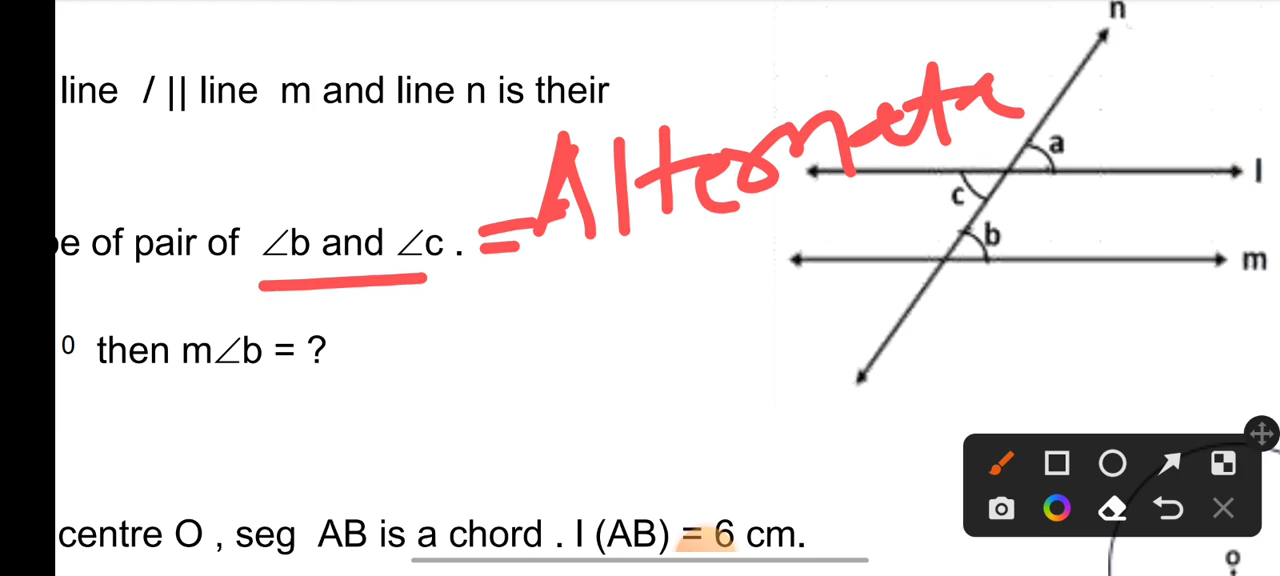 n
line / || line m and line n is their
Alternate
a
l
c
e of pair of ∠b and ∠c . =
b
m
0 then m∠b = ?
centre O , seg AB is a chord . l (AB) = 6 cm.
o